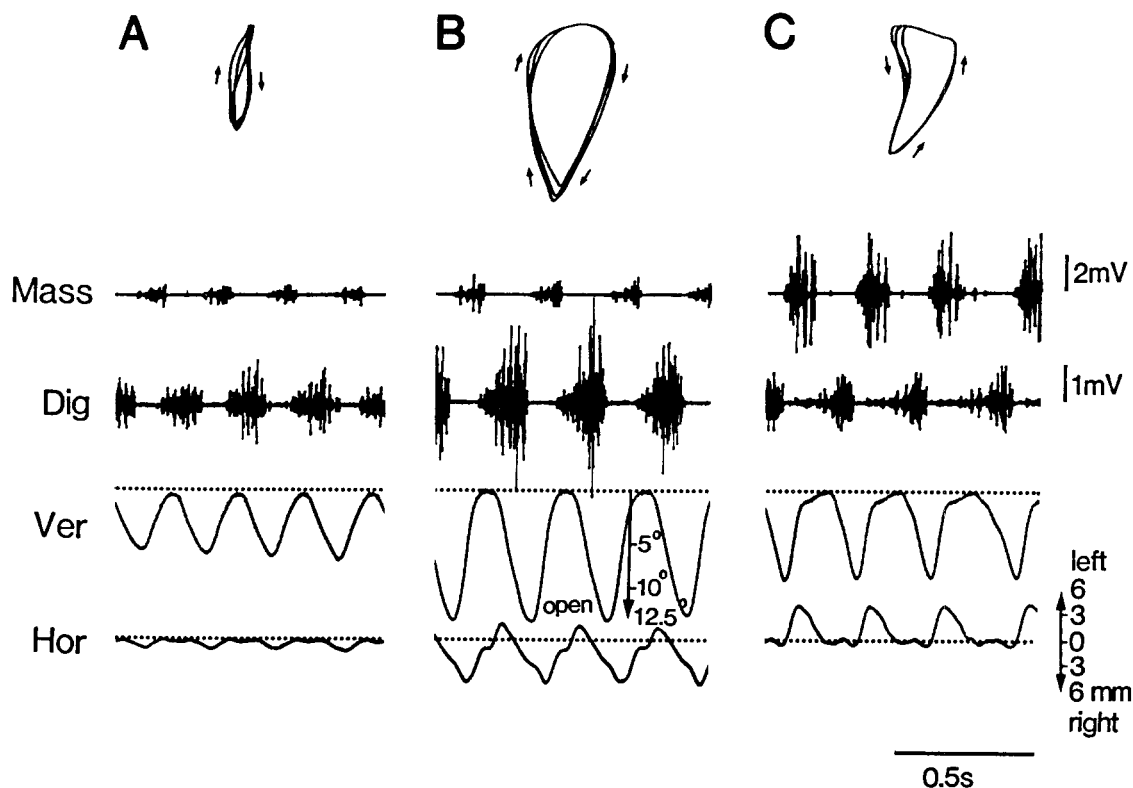 A B C
Mass
2mV
Dig
1mV
Ver
5°
10°
open
12.5°
left
6
3
Hor
0
3
6 mm
right
0.5s